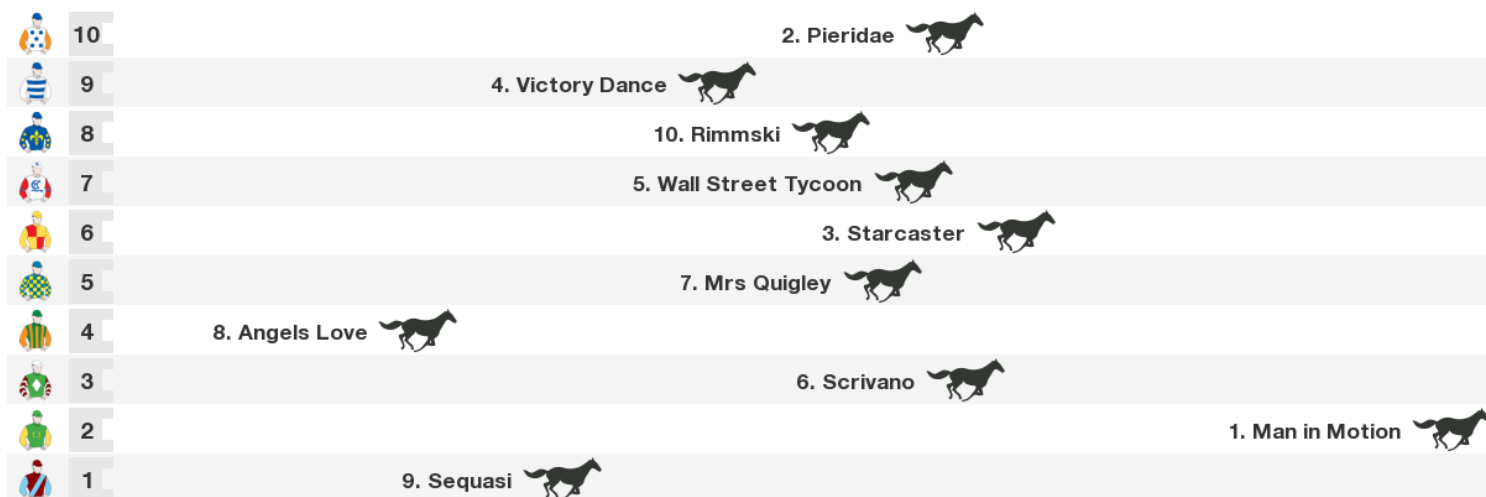 10 2. Pieridae
9 4. Victory Dance
8 10. Rimmski
7 5. Wall Street Tycoon
6 3. Starcaster
5 7. Mrs Quigley
4 8. Angels Love
3 6. Scrivano
2 1. Man in Motion
1 9. Sequasi